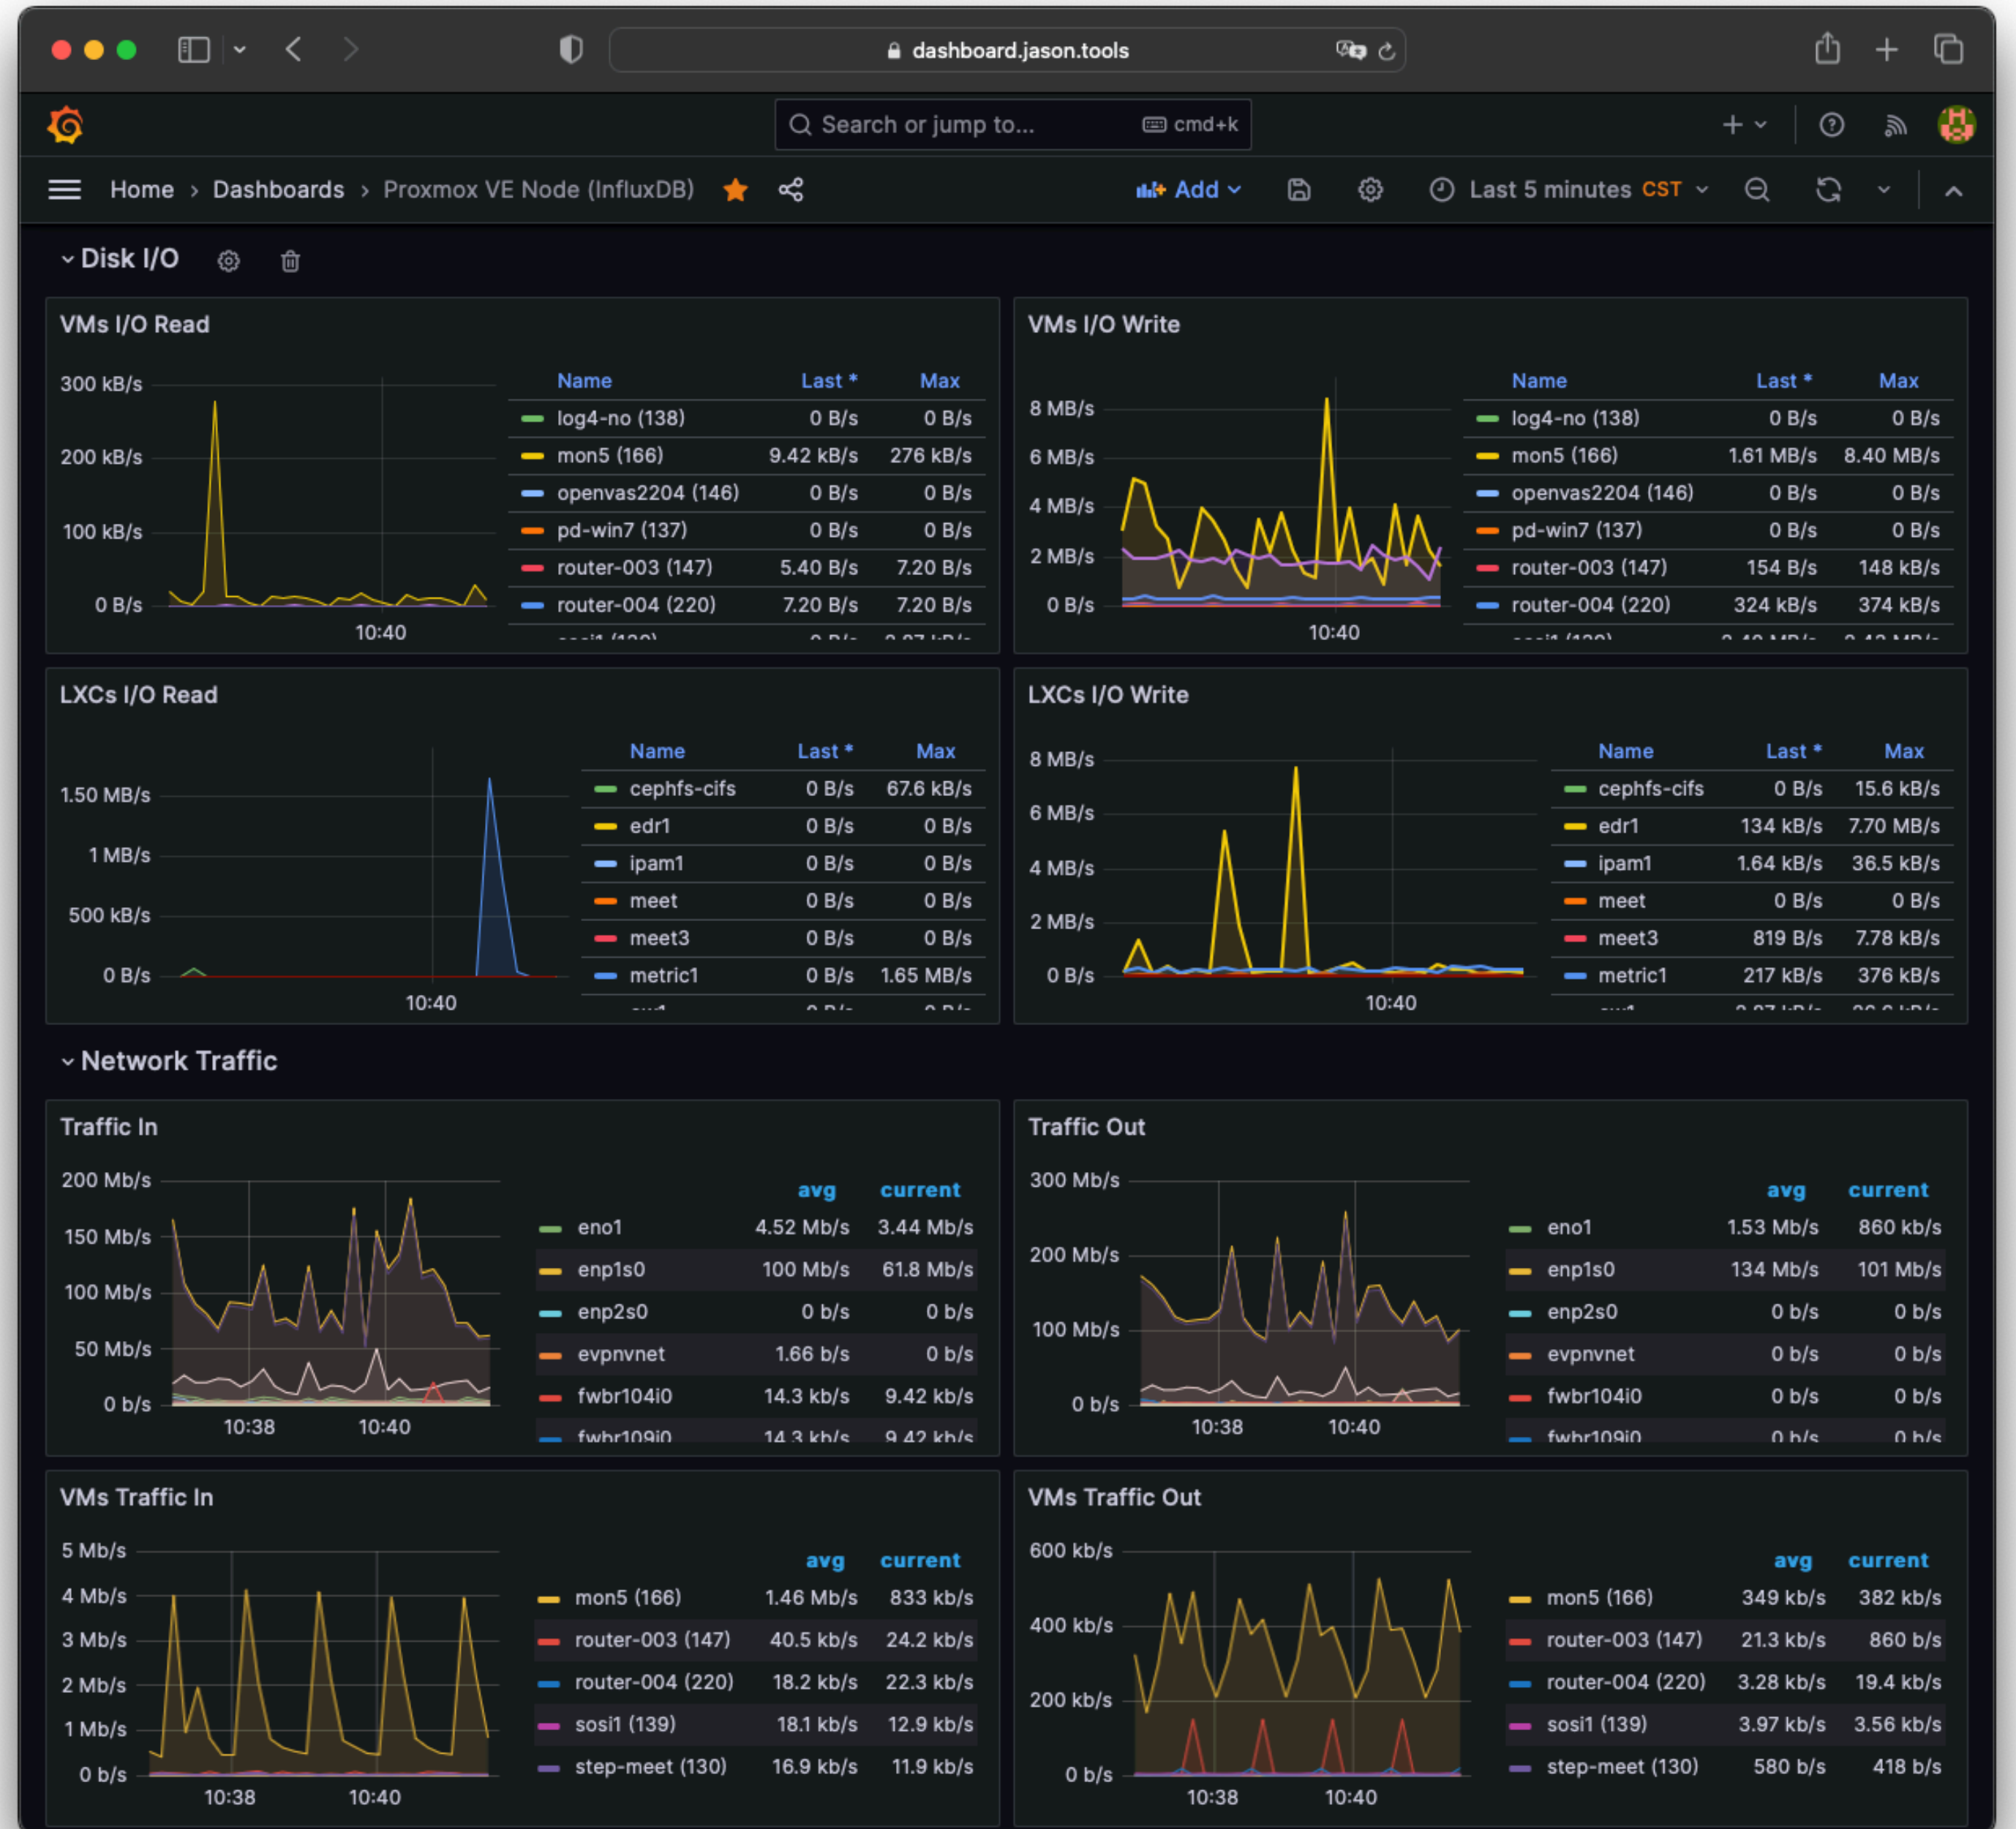 dashboard.jason.tools
Search or jump to... cmd+k
Home › Dashboards › Proxmox VE Node (InfluxDB) Add Last 5 minutes CST
Disk I/O
VMs I/O Read
300 kB/s
200 kB/s
100 kB/s
0 B/s
10:40
Name Last * Max
log4-no (138) 0 B/s 0 B/s
mon5 (166) 9.42 kB/s 276 kB/s
openvas2204 (146) 0 B/s 0 B/s
pd-win7 (137) 0 B/s 0 B/s
router-003 (147) 5.40 B/s 7.20 B/s
router-004 (220) 7.20 B/s 7.20 B/s
VMs I/O Write
8 MB/s
6 MB/s
4 MB/s
2 MB/s
0 B/s
10:40
Name Last * Max
log4-no (138) 0 B/s 0 B/s
mon5 (166) 1.61 MB/s 8.40 MB/s
openvas2204 (146) 0 B/s 0 B/s
pd-win7 (137) 0 B/s 0 B/s
router-003 (147) 154 B/s 148 kB/s
router-004 (220) 324 kB/s 374 kB/s
LXCs I/O Read
1.50 MB/s
1 MB/s
500 kB/s
0 B/s
10:40
Name Last * Max
cephfs-cifs 0 B/s 67.6 kB/s
edr1 0 B/s 0 B/s
ipam1 0 B/s 0 B/s
meet 0 B/s 0 B/s
meet3 0 B/s 0 B/s
metric1 0 B/s 1.65 MB/s
LXCs I/O Write
8 MB/s
6 MB/s
4 MB/s
2 MB/s
0 B/s
10:40
Name Last * Max
cephfs-cifs 0 B/s 15.6 kB/s
edr1 134 kB/s 7.70 MB/s
ipam1 1.64 kB/s 36.5 kB/s
meet 0 B/s 0 B/s
meet3 819 B/s 7.78 kB/s
metric1 217 kB/s 376 kB/s
Network Traffic
Traffic In
200 Mb/s
150 Mb/s
100 Mb/s
50 Mb/s
0 b/s
10:38 10:40
avg current
eno1 4.52 Mb/s 3.44 Mb/s
enp1s0 100 Mb/s 61.8 Mb/s
enp2s0 0 b/s 0 b/s
evpnvnet 1.66 b/s 0 b/s
fwbr104i0 14.3 kb/s 9.42 kb/s
fwbr109i0 14.3 kb/s 9.42 kb/s
Traffic Out
300 Mb/s
200 Mb/s
100 Mb/s
0 b/s
10:38 10:40
avg current
eno1 1.53 Mb/s 860 kb/s
enp1s0 134 Mb/s 101 Mb/s
enp2s0 0 b/s 0 b/s
evpnvnet 0 b/s 0 b/s
fwbr104i0 0 b/s 0 b/s
fwbr109i0 0 b/s 0 b/s
VMs Traffic In
5 Mb/s
4 Mb/s
3 Mb/s
2 Mb/s
1 Mb/s
0 b/s
10:38 10:40
avg current
mon5 (166) 1.46 Mb/s 833 kb/s
router-003 (147) 40.5 kb/s 24.2 kb/s
router-004 (220) 18.2 kb/s 22.3 kb/s
sosi1 (139) 18.1 kb/s 12.9 kb/s
step-meet (130) 16.9 kb/s 11.9 kb/s
VMs Traffic Out
600 kb/s
400 kb/s
200 kb/s
0 b/s
10:38 10:40
avg current
mon5 (166) 349 kb/s 382 kb/s
router-003 (147) 21.3 kb/s 860 b/s
router-004 (220) 3.28 kb/s 19.4 kb/s
sosi1 (139) 3.97 kb/s 3.56 kb/s
step-meet (130) 580 b/s 418 b/s